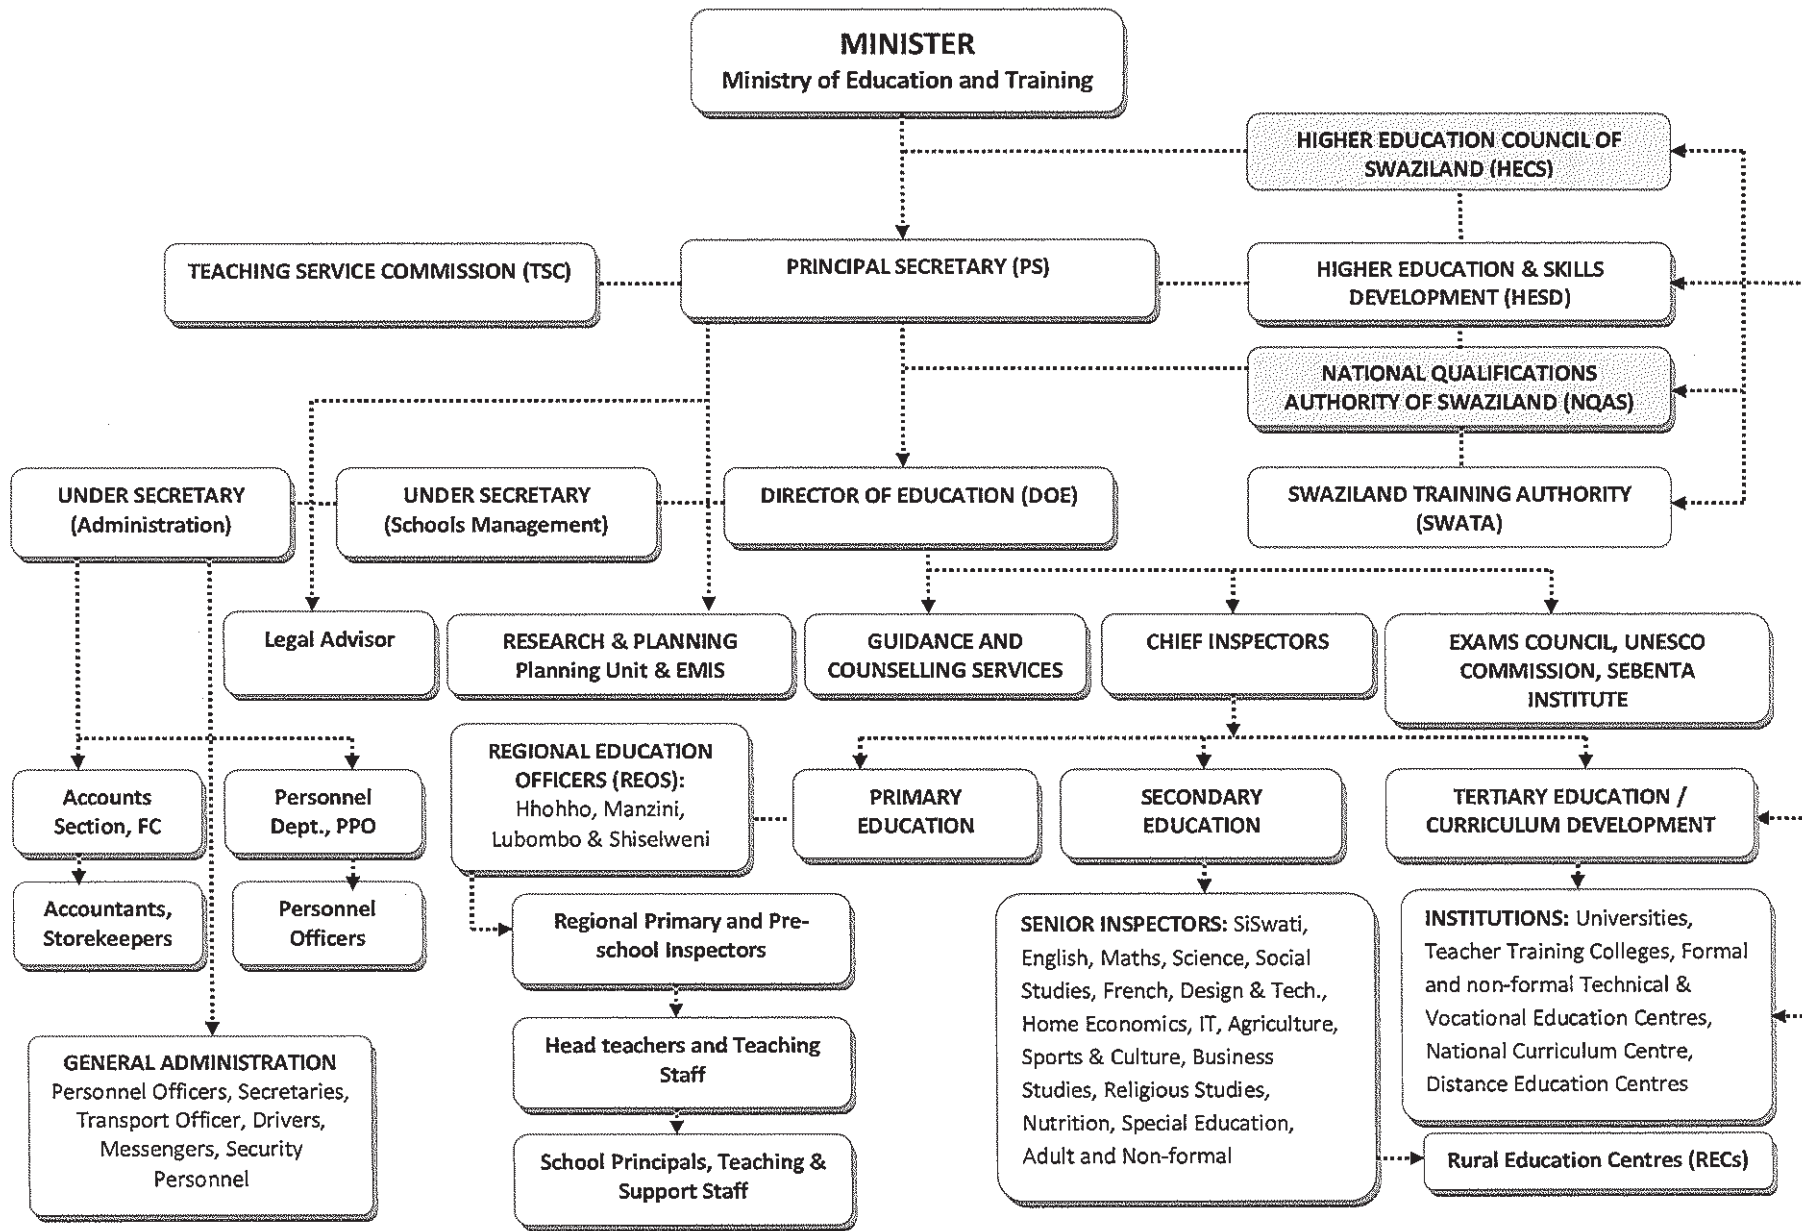 MINISTER
Ministry of Education and Training
HIGHER EDUCATION COUNCIL OF
SWAZILAND (HECS)
TEACHING SERVICE COMMISSION (TSC)
PRINCIPAL SECRETARY (PS)
HIGHER EDUCATION & SKILLS
DEVELOPMENT (HESD)
NATIONAL QUALIFICATIONS
AUTHORITY OF SWAZILAND (NQAS)
UNDER SECRETARY
(Administration)
UNDER SECRETARY
(Schools Management)
DIRECTOR OF EDUCATION (DOE)
SWAZILAND TRAINING AUTHORITY
(SWATA)
Legal Advisor
RESEARCH & PLANNING
Planning Unit & EMIS
GUIDANCE AND
COUNSELLING SERVICES
CHIEF INSPECTORS
EXAMS COUNCIL, UNESCO
COMMISSION, SEBENTA
INSTITUTE
REGIONAL EDUCATION
OFFICERS (REOS):
Hhohho, Manzini,
Lubombo & Shiselweni
Accounts
Section, FC
Personnel
Dept., PPO
PRIMARY
EDUCATION
SECONDARY
EDUCATION
TERTIARY EDUCATION /
CURRICULUM DEVELOPMENT
Accountants,
Storekeepers
Personnel
Officers
Regional Primary and Pre-
school Inspectors
SENIOR INSPECTORS: SiSwati,
English, Maths, Science, Social
Studies, French, Design & Tech.,
Home Economics, IT, Agriculture,
Sports & Culture, Business
Studies, Religious Studies,
Nutrition, Special Education,
Adult and Non-formal
INSTITUTIONS: Universities,
Teacher Training Colleges, Formal
and non-formal Technical &
Vocational Education Centres,
National Curriculum Centre,
Distance Education Centres
Head teachers and Teaching
Staff
GENERAL ADMINISTRATION
Personnel Officers, Secretaries,
Transport Officer, Drivers,
Messengers, Security
Personnel
School Principals, Teaching &
Support Staff
Rural Education Centres (RECs)